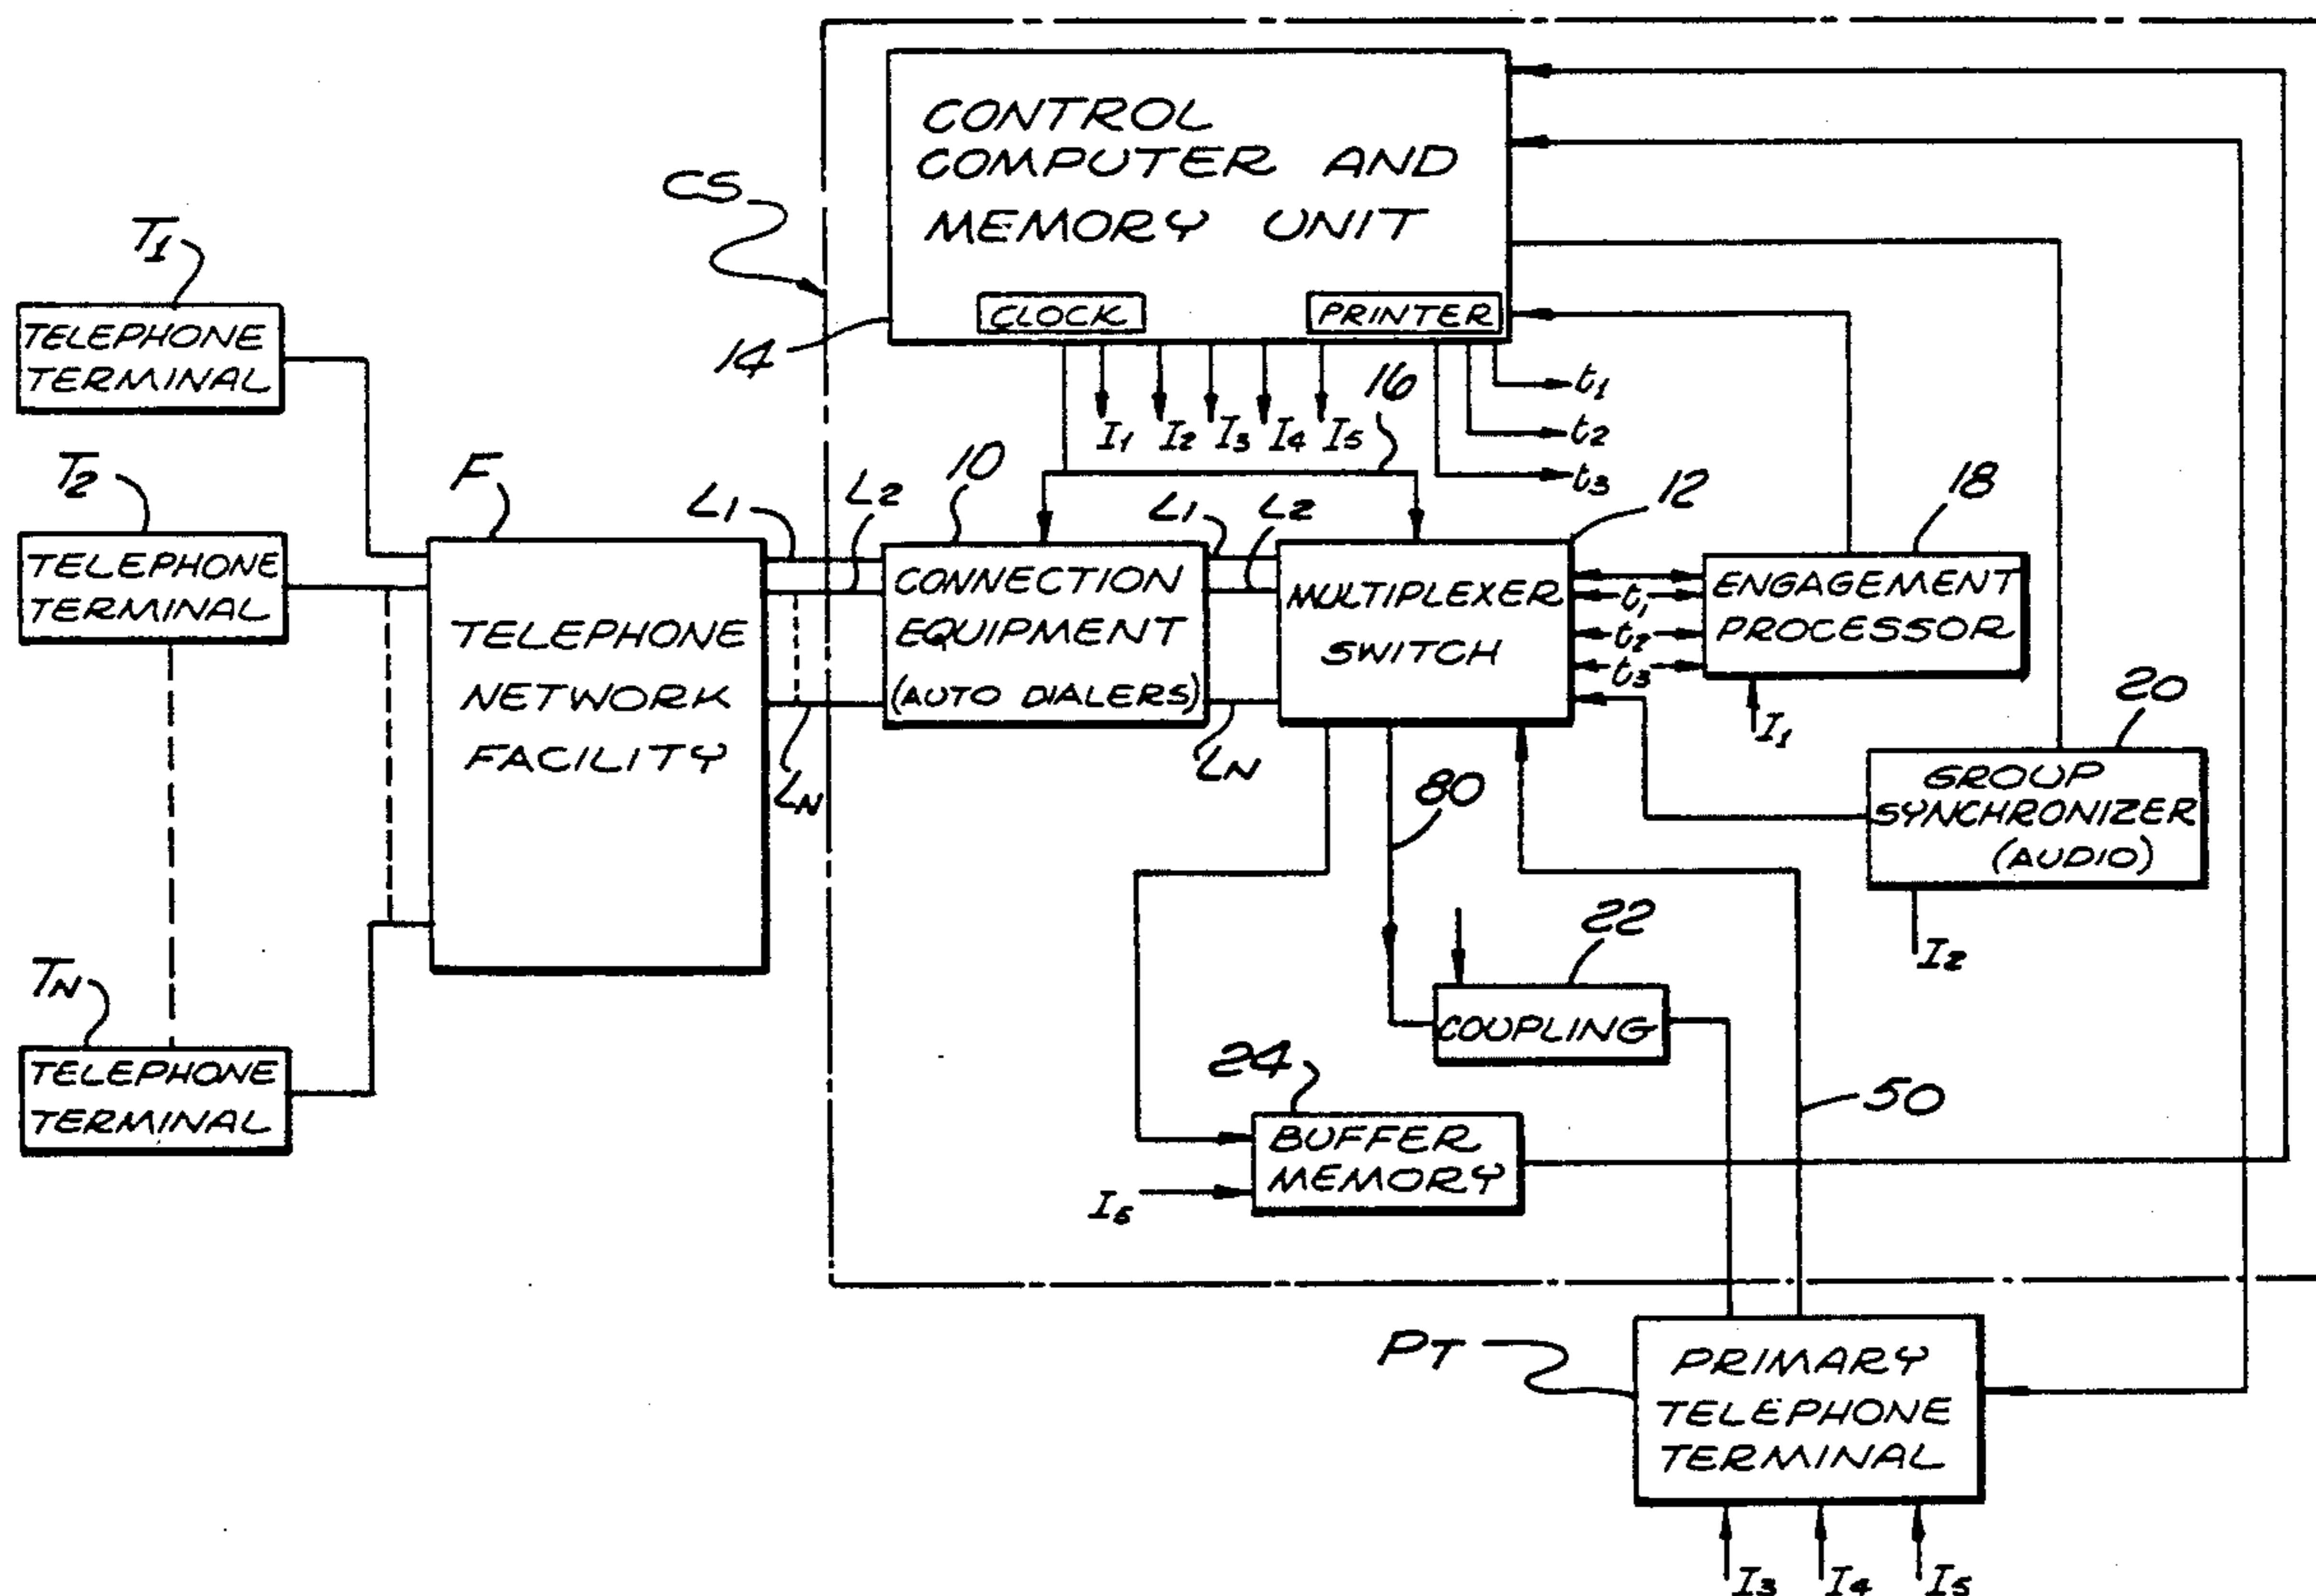 CONTROL
COMPUTER AND
MEMORY UNIT
CLOCK
PRINTER
CS
14
I1
I2
I3
I4
I5
16
t1
t2
t3
T1
TELEPHONE
TERMINAL
T2
TELEPHONE
TERMINAL
TN
TELEPHONE
TERMINAL
F
TELEPHONE
NETWORK
FACILITY
L1
L2
LN
10
CONNECTION
EQUIPMENT
(AUTO DIALERS)
L1
L2
LN
12
MULTIPLEXER
SWITCH
t1
t2
t3
18
ENGAGEMENT
PROCESSOR
I1
20
GROUP
SYNCHRONIZER
(AUDIO)
I2
80
22
COUPLING
24
BUFFER
MEMORY
I6
50
PT
PRIMARY
TELEPHONE
TERMINAL
I3
I4
I5